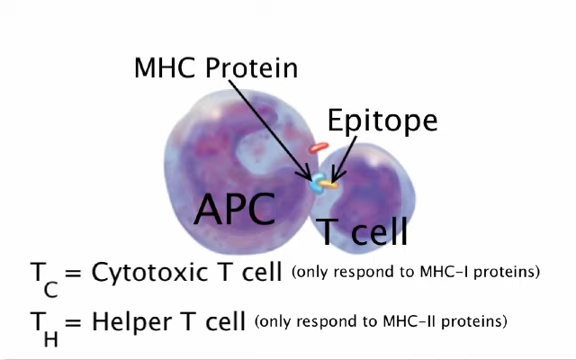 MHC Protein
Epitope
APC
T cell
TC = Cytotoxic T cell (only respond to MHC-I proteins)
TH = Helper T cell (only respond to MHC-II proteins)